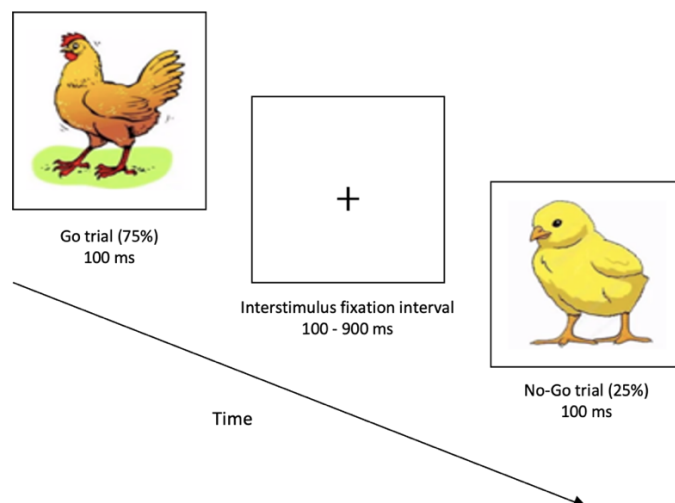 Go trial (75%)
100 ms
Interstimulus fixation interval
100 - 900 ms
No-Go trial (25%)
100 ms
Time